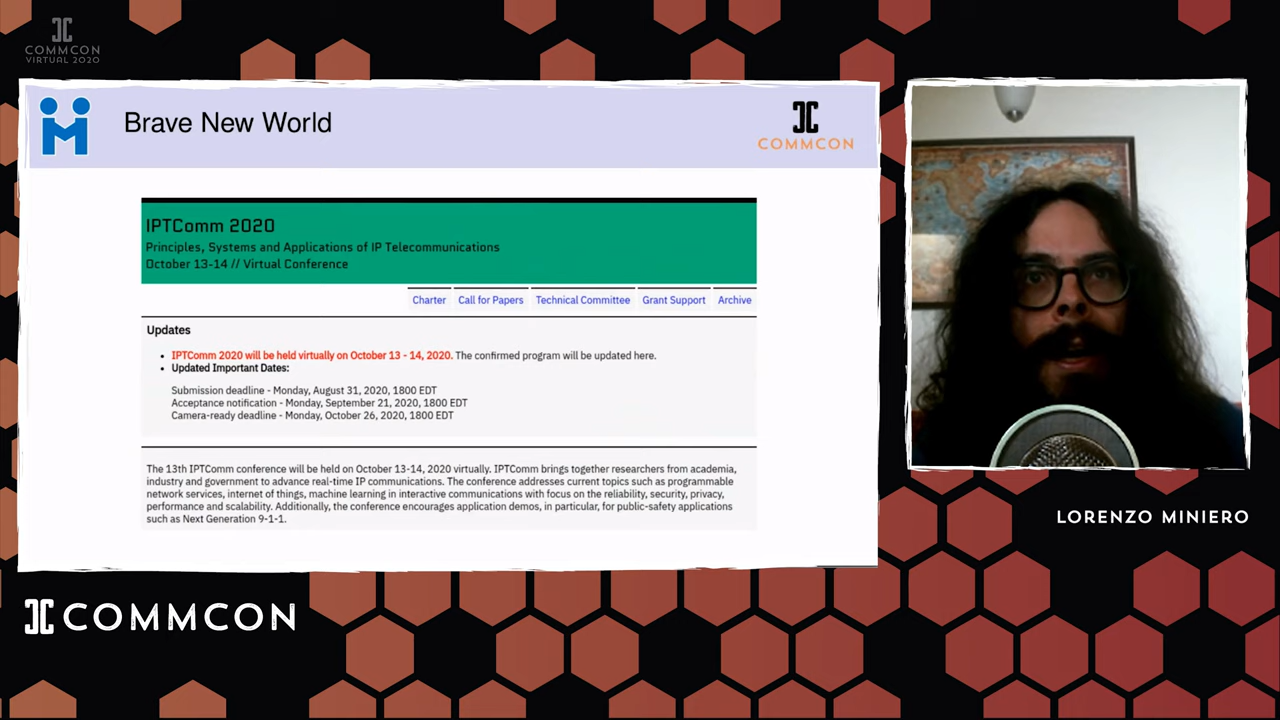 COMMCON
VIRTUAL 2020
Brave New World
COMMCON
IPTComm 2020
Principles, Systems and Applications of IP Telecommunications
October 13-14 // Virtual Conference
Charter Call for Papers Technical Committee Grant Support Archive
Updates
• IPTComm 2020 will be held virtually on October 13 - 14, 2020. The confirmed program will be updated here.
• Updated Important Dates:
Submission deadline - Monday, August 31, 2020, 1800 EDT
Acceptance notification - Monday, September 21, 2020, 1800 EDT
Camera-ready deadline - Monday, October 26, 2020, 1800 EDT
The 13th IPTComm conference will be held on October 13-14, 2020 virtually. IPTComm brings together researchers from academia,
industry and government to advance real-time IP communications. The conference addresses current topics such as programmable
network services, internet of things, machine learning in interactive communications with focus on the reliability, security, privacy,
performance and scalability. Additionally, the conference encourages application demos, in particular, for public-safety applications
such as Next Generation 9-1-1.
LORENZO MINIERO
COMMCON